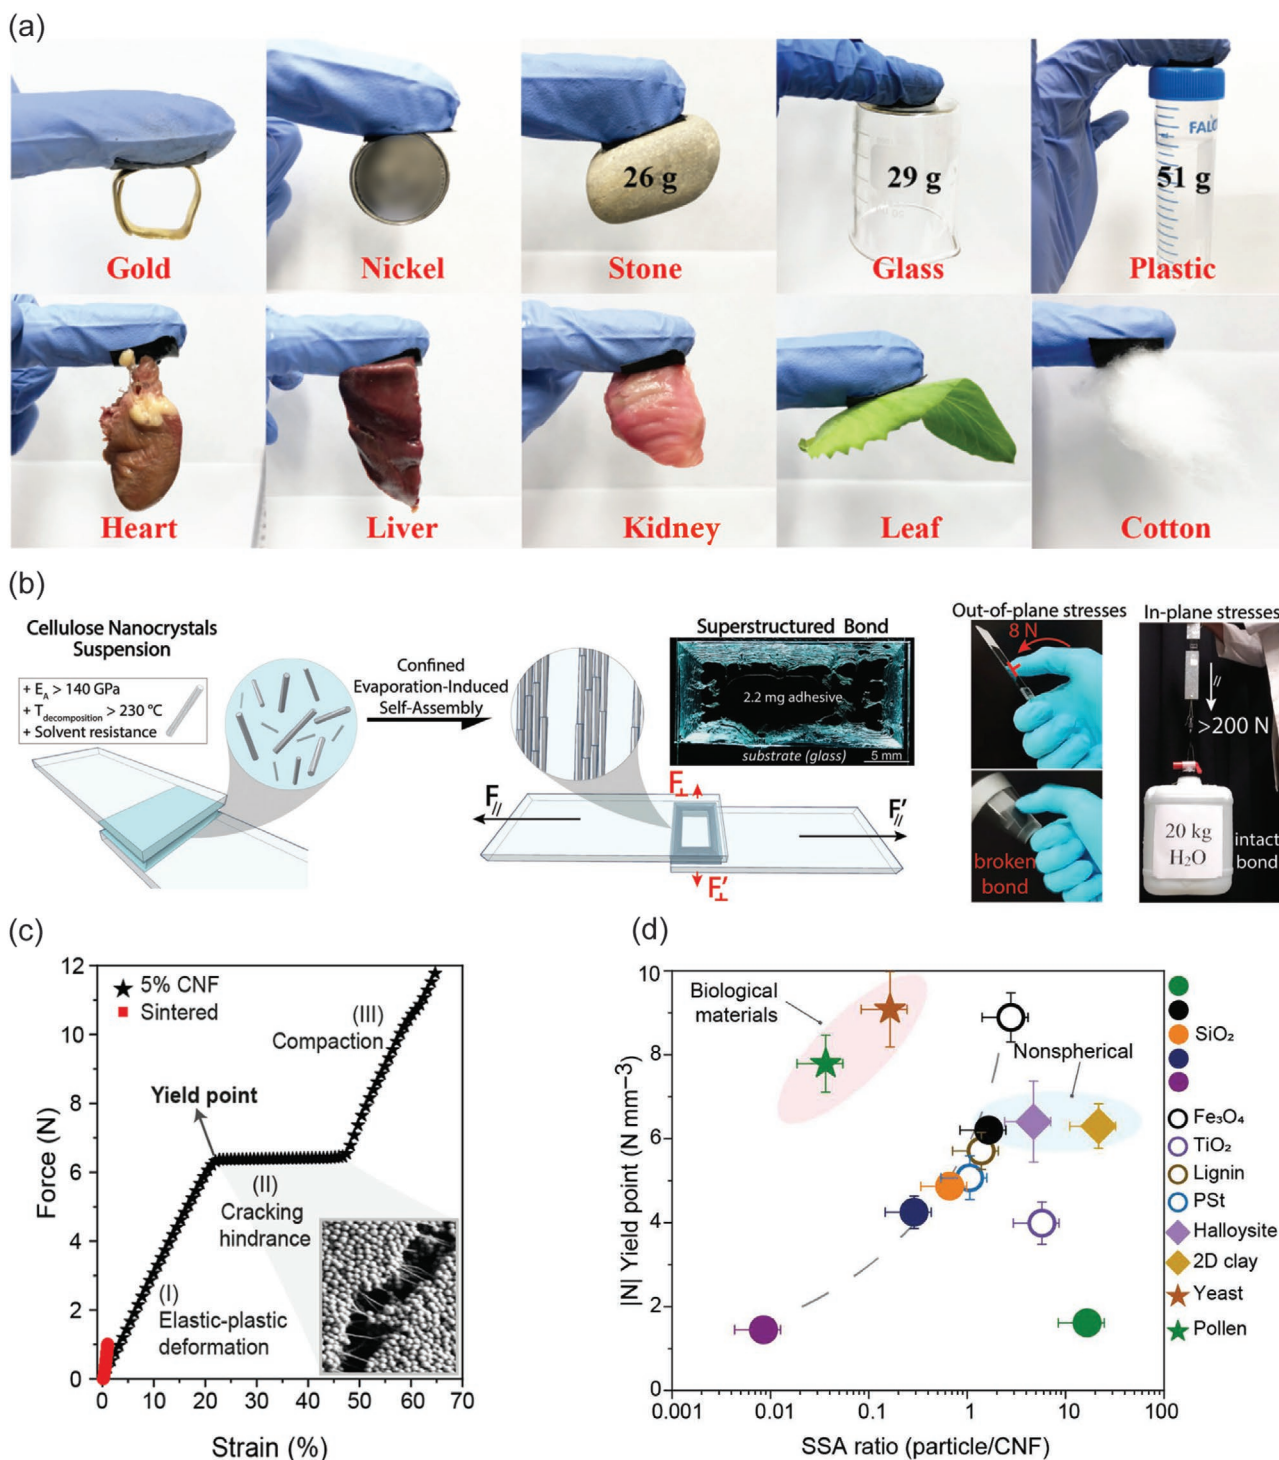 (a)
Gold
Nickel
26 g
Stone
29 g
Glass
51 g
Plastic
Heart
Liver
Kidney
Leaf
Cotton
(b)
Cellulose Nanocrystals
Suspension
+ E_A > 140 GPa
+ T_decomposition > 230 ºC
+ Solvent resistance
Confined
Evaporation-Induced
Self-Assembly
Superstructured Bond
2.2 mg adhesive
substrate (glass)
5 mm
F//
F⊥
F'//
F'⊥
Out-of-plane stresses
8 N
broken
bond
In-plane stresses
//
>200 N
20 kg
H₂O
intact
bond
(c)
5% CNF
Sintered
(III)
Compaction
Yield point
(II)
Cracking
hindrance
(I)
Elastic-plastic
deformation
Force (N)
12
10
8
6
4
2
0
0 10 20 30 40 50 60 70
Strain (%)
(d)
Biological
materials
Nonspherical
|N| Yield point (N mm−3)
10
8
6
4
2
0
0.001 0.01 0.1 1 10 100
SSA ratio (particle/CNF)
SiO₂
Fe₃O₄
TiO₂
Lignin
PSt
Halloysite
2D clay
Yeast
Pollen